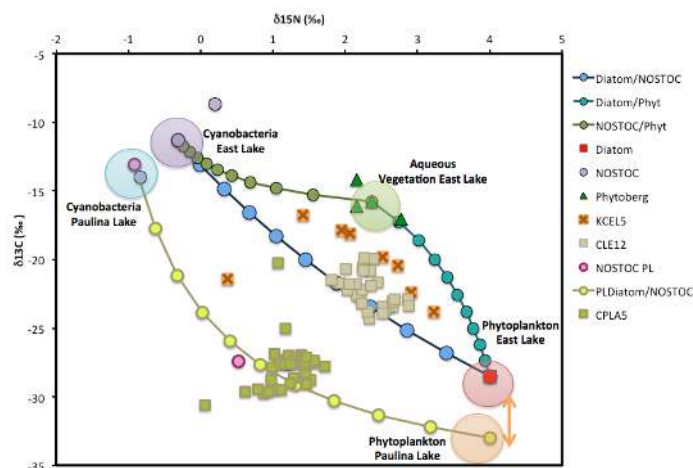 δ15N (‰)
-1 0 1 2 3 4 5
-5
-10
-15
-20
-25
-30
-35
δ13C (‰)
Cyanobacteria
East Lake
Cyanobacteria
Paulina Lake
Aqueous
Vegetation East Lake
Phytoplankton
East Lake
Phytoplankton
Paulina Lake
Diatom/NOSTOC
Diatom/Phyt
NOSTOC/Phyt
Diatom
NOSTOC
Phytoberg
KCEL5
CLE12
NOSTOC PL
PLDiatom/NOSTOC
CPLA5